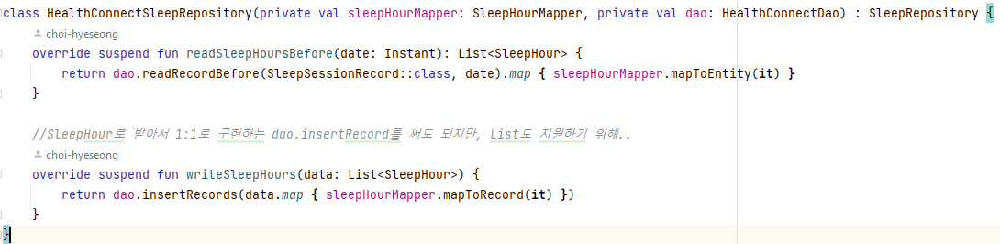 class HealthConnectSleepRepository(private val sleepHourMapper: SleepHourMapper, private val dao: HealthConnectDao) : SleepRepository {
choi-hyeseong
override suspend fun readSleepHoursBefore(date: Instant): List<SleepHour> {
return dao.readRecordBefore(SleepSessionRecord::class, date).map { sleepHourMapper.mapToEntity(it) }
}
//SleepHour로 받아서 1:1로 구현하는 dao.insertRecord를 써도 되지만, List도 지원하기 위해..
choi-hyeseong
override suspend fun writeSleepHours(data: List<SleepHour>) {
return dao.insertRecords(data.map { sleepHourMapper.mapToRecord(it) })
}
}